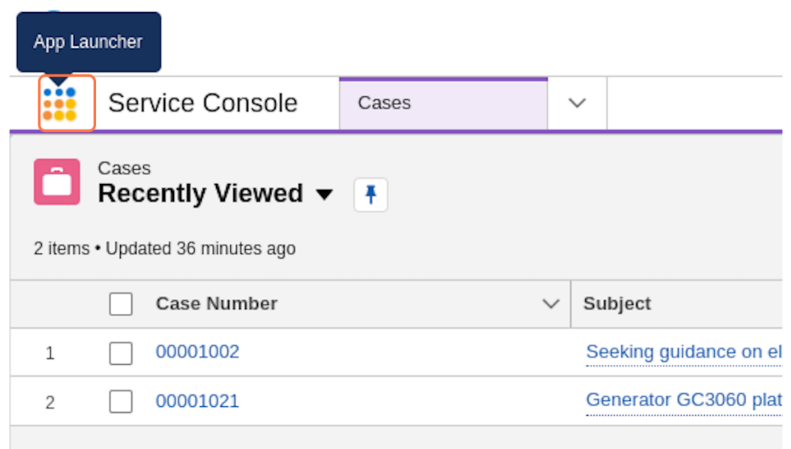 App Launcher
Service Console
Cases
Cases
Recently Viewed
2 items • Updated 36 minutes ago
Case Number Subject
1 00001002 Seeking guidance on el
2 00001021 Generator GC3060 plat